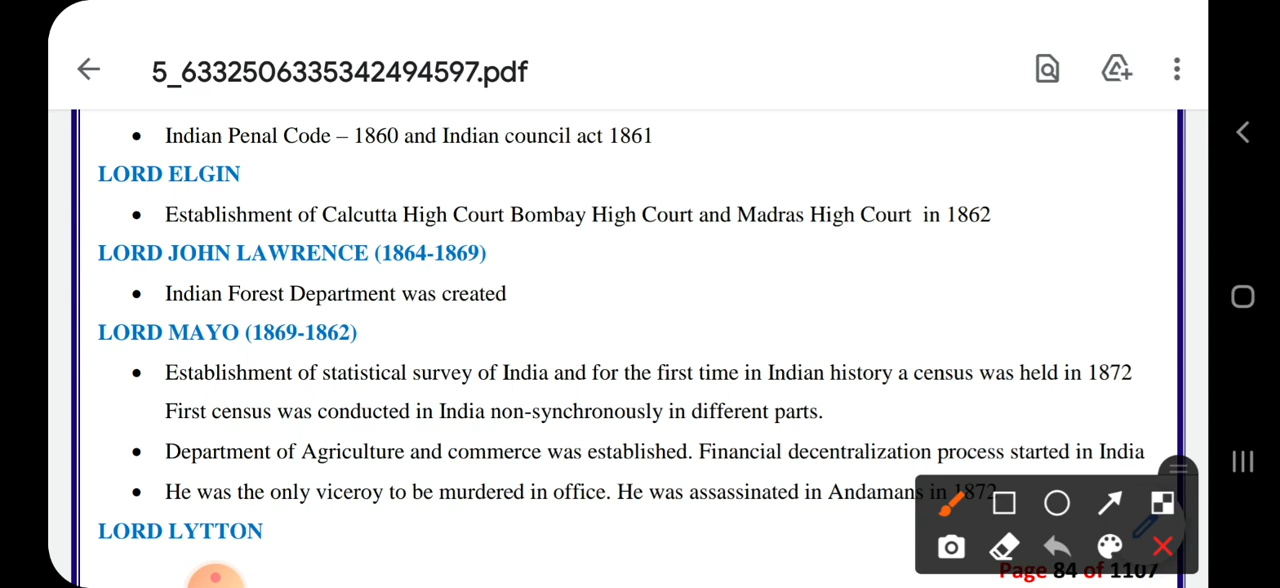 5_6332506335342494597.pdf
• Indian Penal Code – 1860 and Indian council act 1861
LORD ELGIN
• Establishment of Calcutta High Court Bombay High Court and Madras High Court in 1862
LORD JOHN LAWRENCE (1864-1869)
• Indian Forest Department was created
LORD MAYO (1869-1862)
• Establishment of statistical survey of India and for the first time in Indian history a census was held in 1872
First census was conducted in India non-synchronously in different parts.
• Department of Agriculture and commerce was established. Financial decentralization process started in India
• He was the only viceroy to be murdered in office. He was assassinated in Andamans in 1872
LORD LYTTON
Page 84 of 1107